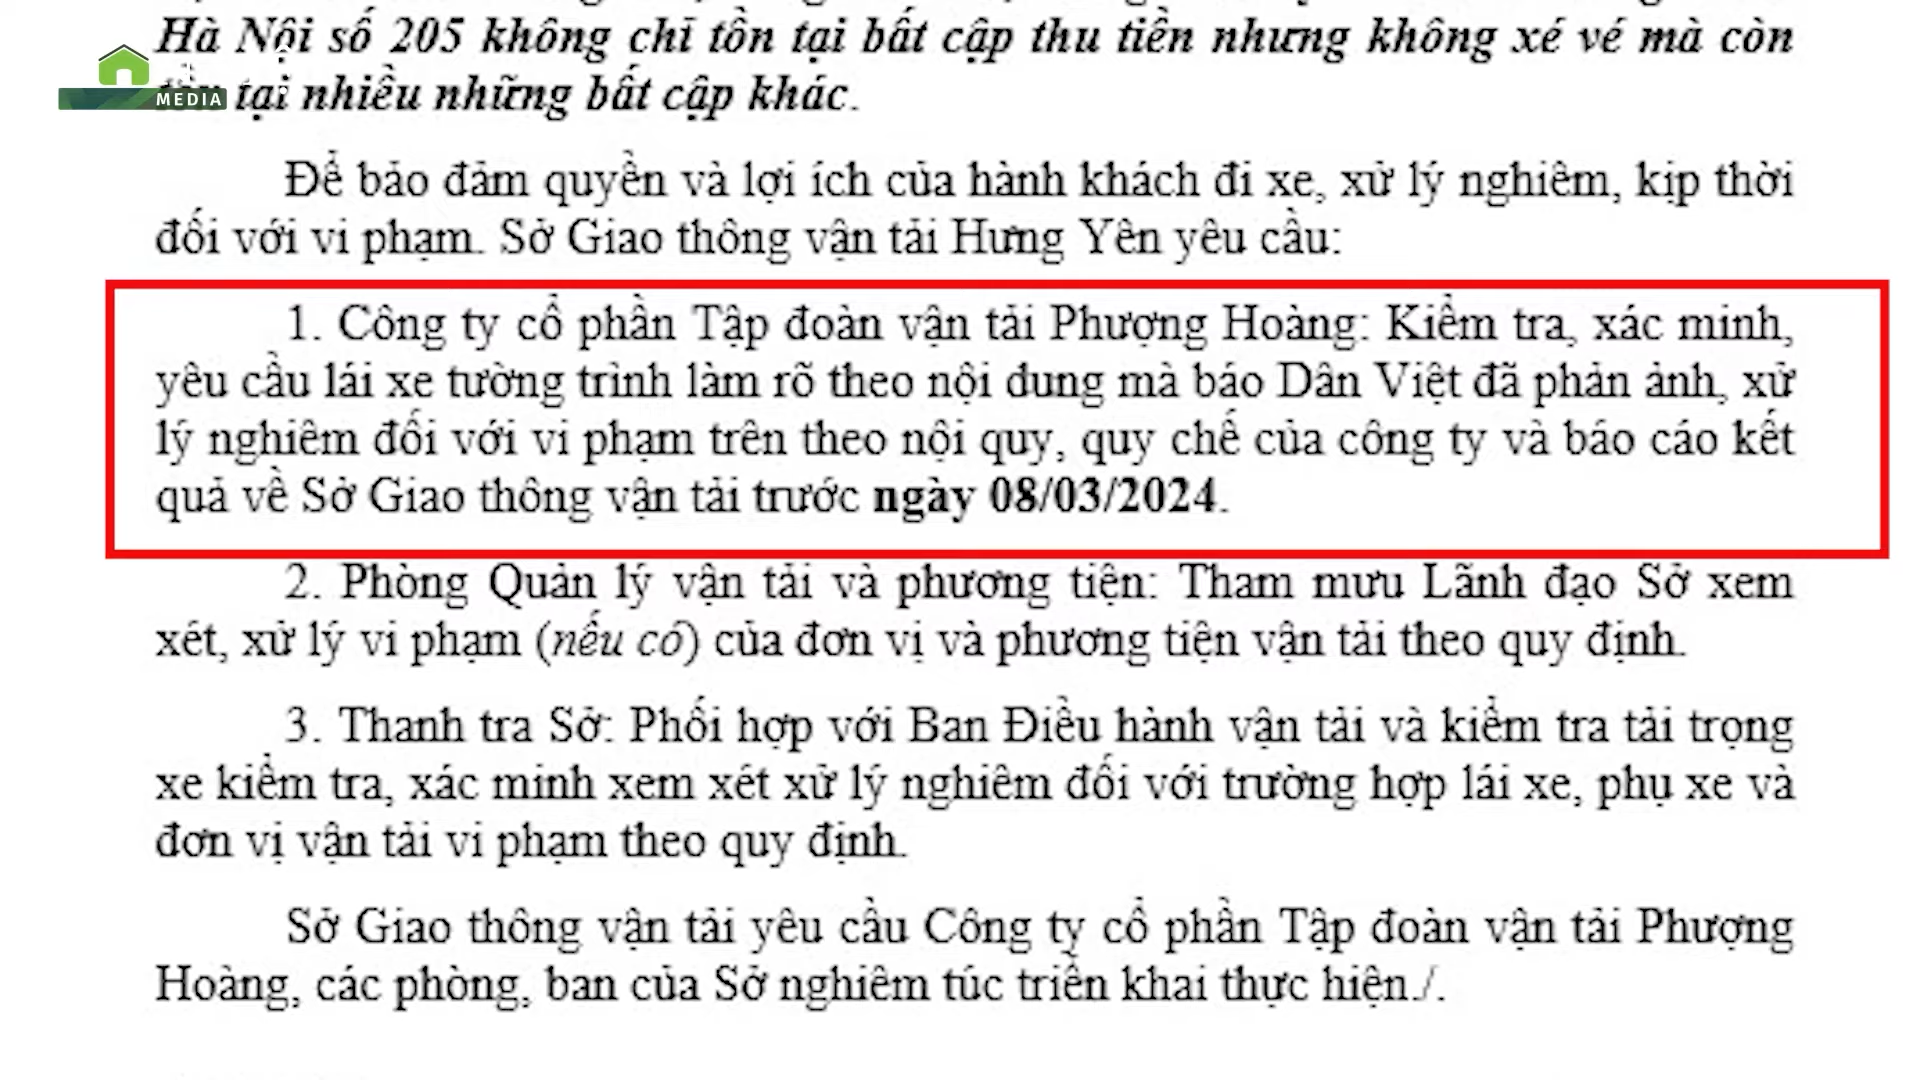 Hà Nội số 205 không chỉ tồn tại bất cập thu tiền nhưng không xé vé mà còn
tại nhiều những bất cập khác.
MEDIA
Để bảo đảm quyền và lợi ích của hành khách đi xe, xử lý nghiêm, kịp thời
đối với vi phạm. Sở Giao thông vận tải Hưng Yên yêu cầu:
1. Công ty cổ phần Tập đoàn vận tải Phượng Hoàng: Kiểm tra, xác minh,
yêu cầu lái xe tường trình làm rõ theo nội dung mà báo Dân Việt đã phản ảnh, xử
lý nghiêm đối với vi phạm trên theo nội quy, quy chế của công ty và báo cáo kết
quả về Sở Giao thông vận tải trước ngày 08/03/2024.
2. Phòng Quản lý vận tải và phương tiện: Tham mưu Lãnh đạo Sở xem
xét, xử lý vi phạm (nếu có) của đơn vị và phương tiện vận tải theo quy định.
3. Thanh tra Sở: Phối hợp với Ban Điều hành vận tải và kiểm tra tải trọng
xe kiểm tra, xác minh xem xét xử lý nghiêm đối với trường hợp lái xe, phụ xe và
đơn vị vận tải vi phạm theo quy định.
Sở Giao thông vận tải yêu cầu Công ty cổ phần Tập đoàn vận tải Phượng
Hoàng, các phòng, ban của Sở nghiêm túc triển khai thực hiện./.